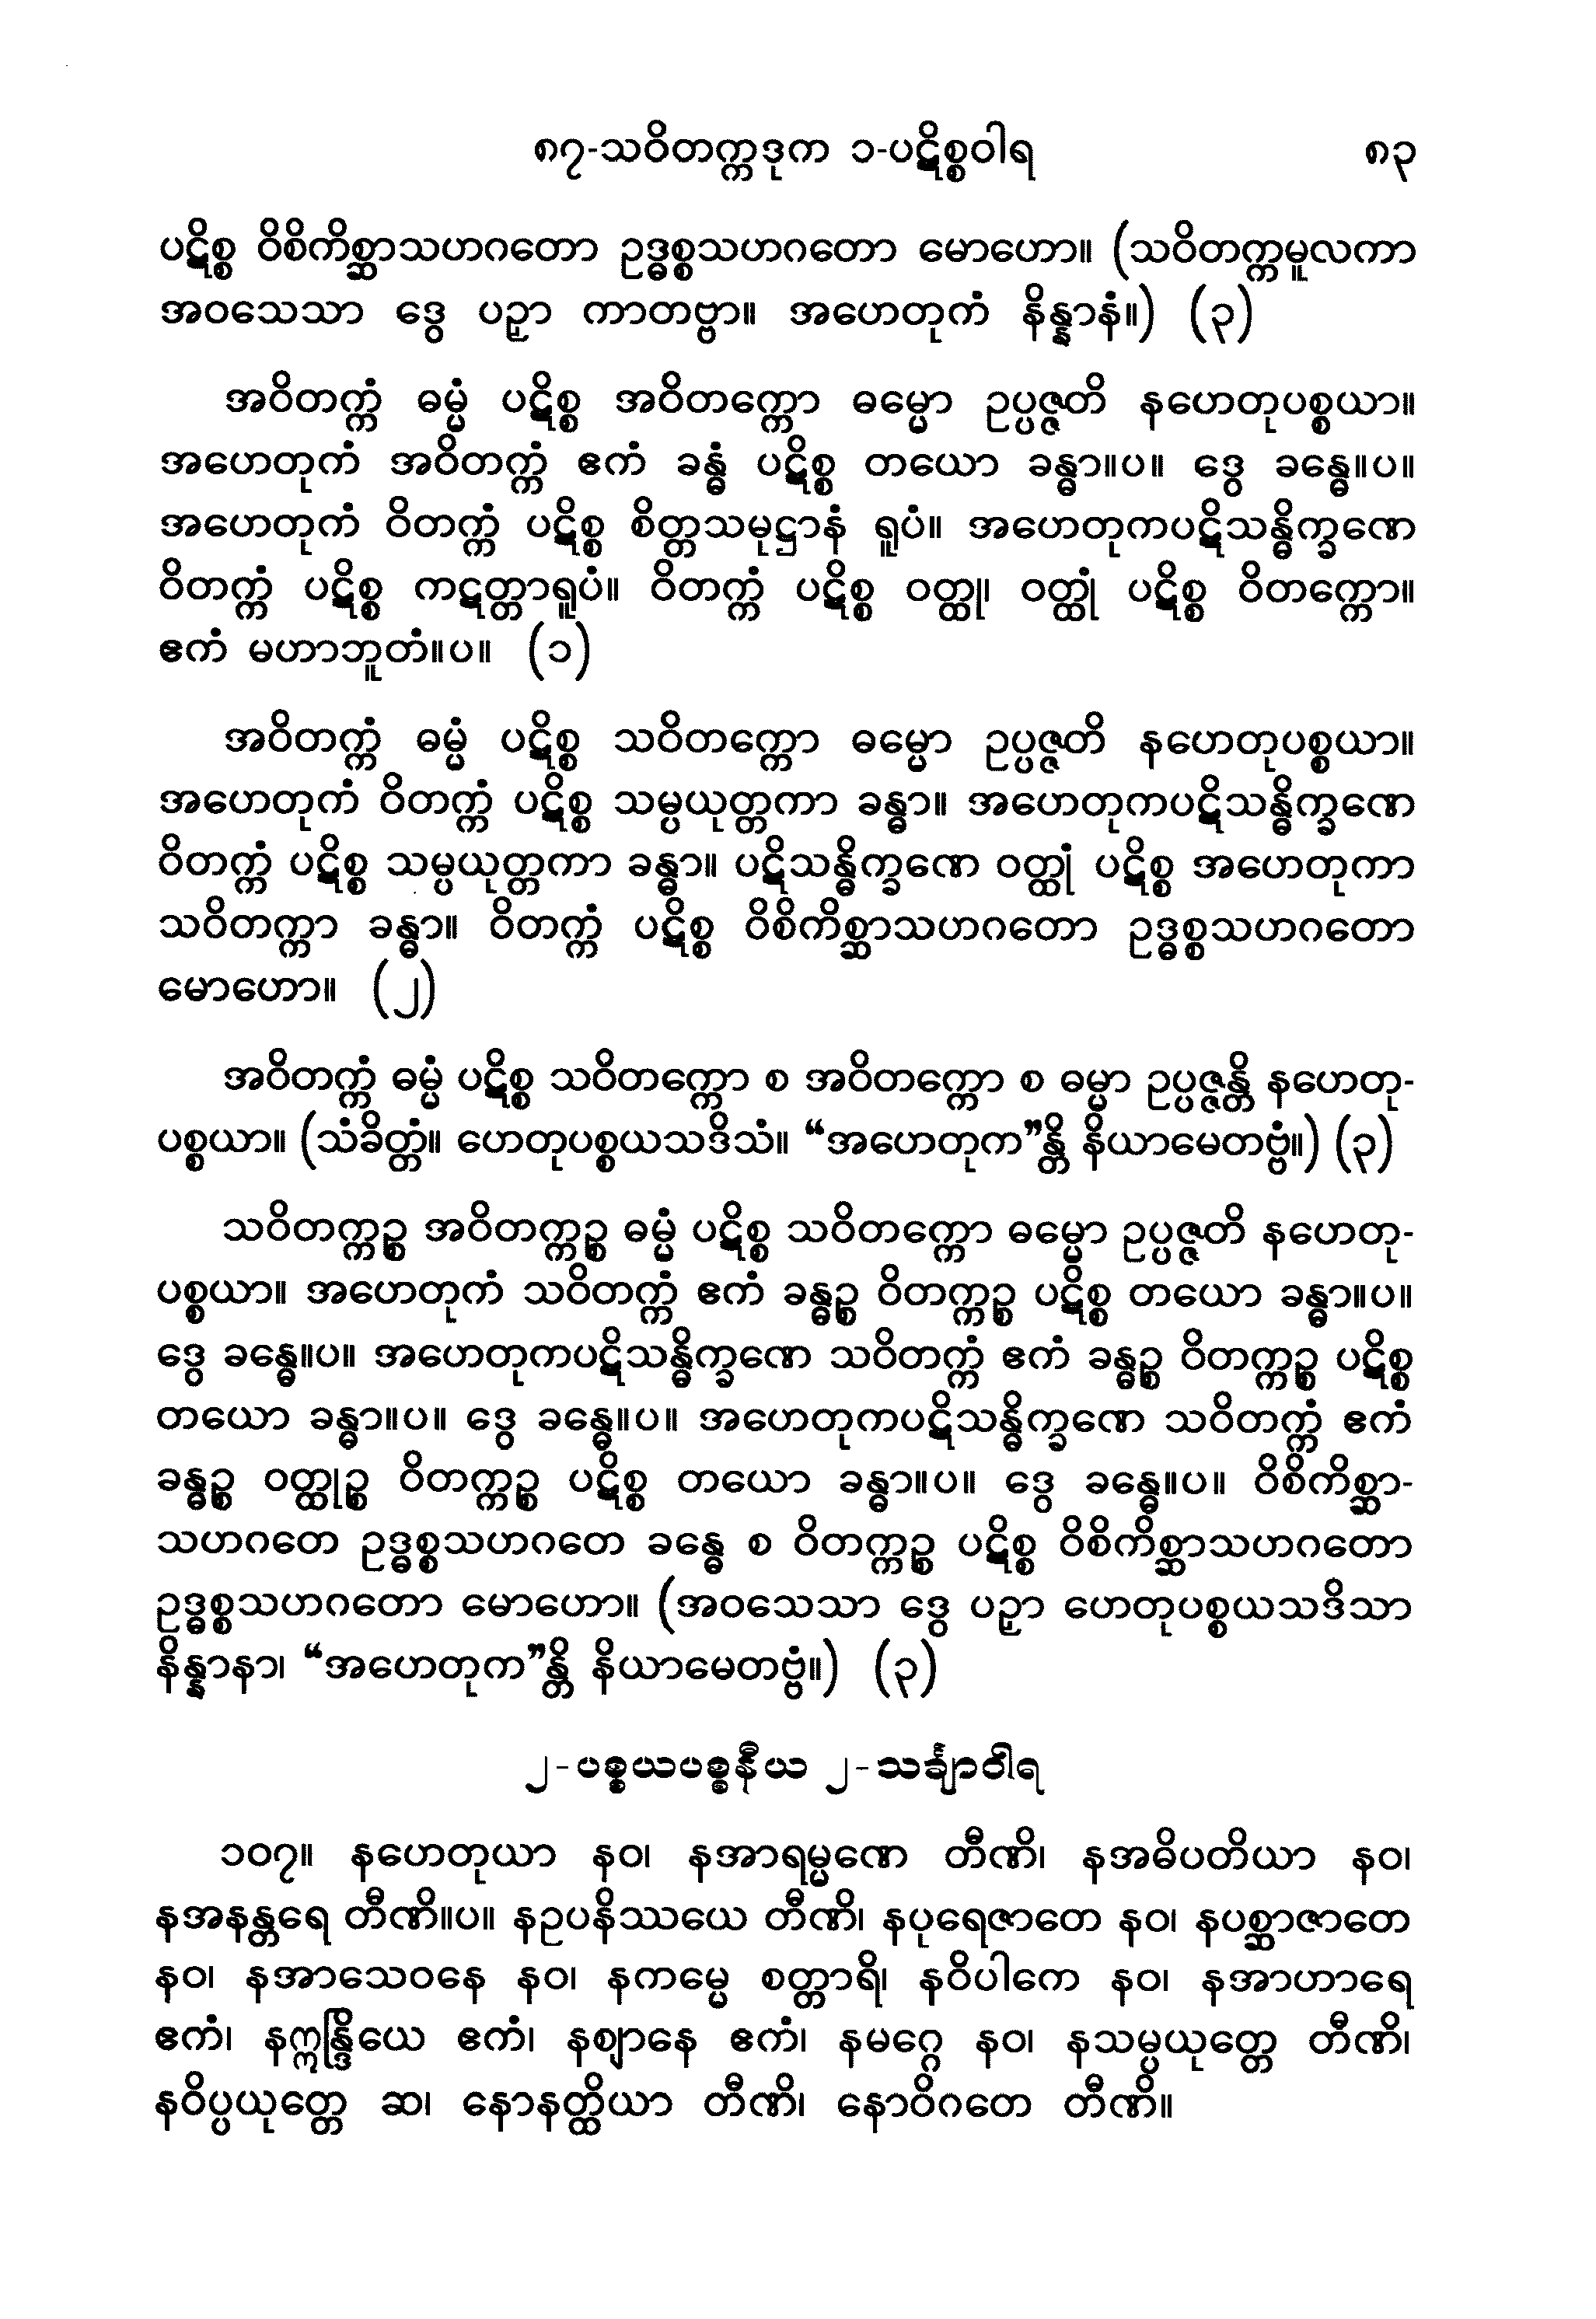 ၈၇-သဝိတက္ကဒုက ၁-ပဋိစ္စဝါရ ၈၃
ပဋိစ္စ ဝိစိကိစ္ဆာသဟဂတော ဥဒ္ဓစ္စသဟဂတော မောဟော။ (သဝိတက္ကမူလကာ
အဝသေသာ ဒွေ ပဉှာ ကာတဗ္ဗာ။ အဟေတုကံ နိန္နာနံ။) (၃)
အဝိတက္ကံ ဓမ္မံ ပဋိစ္စ အဝိတက္ကော ဓမ္မော ဥပ္ပဇ္ဇတိ နဟေတုပစ္စယာ။
အဟေတုကံ အဝိတက္ကံ ဧကံ ခန္ဓံ ပဋိစ္စ တယော ခန္ဓာ။ပ။ ဒွေ ခန္ဓေ။ပ။
အဟေတုကံ ဝိတက္ကံ ပဋိစ္စ စိတ္တသမုဋ္ဌာနံ ရူပံ။ အဟေတုကပဋိသန္ဓိက္ခဏေ
ဝိတက္ကံ ပဋိစ္စ ကဋတ္တာရူပံ။ ဝိတက္ကံ ပဋိစ္စ ဝတ္ထု၊ ဝတ္ထုံ ပဋိစ္စ ဝိတက္ကော။
ဧကံ မဟာဘူတံ။ပ။ (၁)
အဝိတက္ကံ ဓမ္မံ ပဋိစ္စ သဝိတက္ကော ဓမ္မော ဥပ္ပဇ္ဇတိ နဟေတုပစ္စယာ။
အဟေတုကံ ဝိတက္ကံ ပဋိစ္စ သမ္ပယုတ္တကာ ခန္ဓာ။ အဟေတုကပဋိသန္ဓိက္ခဏေ
ဝိတက္ကံ ပဋိစ္စ သမ္ပယုတ္တကာ ခန္ဓာ။ ပဋိသန္ဓိက္ခဏေ ဝတ္ထုံ ပဋိစ္စ အဟေတုကာ
သဝိတက္ကာ ခန္ဓာ။ ဝိတက္ကံ ပဋိစ္စ ဝိစိကိစ္ဆာသဟဂတော ဥဒ္ဓစ္စသဟဂတော
မောဟော။ (၂)
အဝိတက္ကံ ဓမ္မံ ပဋိစ္စ သဝိတက္ကော စ အဝိတက္ကော စ ဓမ္မာ ဥပ္ပဇ္ဇန္တိ နဟေတု-
ပစ္စယာ။ (သံခိတ္တံ။ ဟေတုပစ္စယသဒိသံ။ “အဟေတုက”န္တိ နိယာမေတဗ္ဗံ။) (၃)
သဝိတက္ကဉ္စ အဝိတက္ကဉ္စ ဓမ္မံ ပဋိစ္စ သဝိတက္ကော ဓမ္မော ဥပ္ပဇ္ဇတိ နဟေတု-
ပစ္စယာ။ အဟေတုကံ သဝိတက္ကံ ဧကံ ခန္ဓဉ္စ ဝိတက္ကဉ္စ ပဋိစ္စ တယော ခန္ဓာ။ပ။
ဒွေ ခန္ဓေ။ပ။ အဟေတုကပဋိသန္ဓိက္ခဏေ သဝိတက္ကံ ဧကံ ခန္ဓဉ္စ ဝိတက္ကဉ္စ ပဋိစ္စ
တယော ခန္ဓာ။ပ။ ဒွေ ခန္ဓေ။ပ။ အဟေတုကပဋိသန္ဓိက္ခဏေ သဝိတက္ကံ ဧကံ
ခန္ဓဉ္စ ဝတ္ထုဉ္စ ဝိတက္ကဉ္စ ပဋိစ္စ တယော ခန္ဓာ။ပ။ ဒွေ ခန္ဓေ။ပ။ ဝိစိကိစ္ဆာ-
သဟဂတေ ဥဒ္ဓစ္စသဟဂတေ ခန္ဓေ စ ဝိတက္ကဉ္စ ပဋိစ္စ ဝိစိကိစ္ဆာသဟဂတော
ဥဒ္ဓစ္စသဟဂတော မောဟော။ (အဝသေသာ ဒွေ ပဉှာ ဟေတုပစ္စယသဒိသာ
နိန္နာနာ၊ “အဟေတုက”န္တိ နိယာမေတဗ္ဗံ။) (၃)
၂-ပစ္စယပစ္စနီယ ၂-သင်္ချာဝါရ
၁၀၇။ နဟေတုယာ နဝ၊ နအာရမ္မဏေ တီဏိ၊ နအဓိပတိယာ နဝ၊
နအနန္တရေ တီဏိ။ပ။ နဥပနိဿယေ တီဏိ၊ နပုရေဇာတေ နဝ၊ နပစ္ဆာဇာတေ
နဝ၊ နအာသေဝနေ နဝ၊ နကမ္မေ စတ္တာရိ၊ နဝိပါကေ နဝ၊ နအာဟာရေ
ဧကံ၊ နဣန္ဒြိယေ ဧကံ၊ နဈာနေ ဧကံ၊ နမဂ္ဂေ နဝ၊ နသမ္ပယုတ္တေ တီဏိ၊
နဝိပ္ပယုတ္တေ ဆ၊ နောနတ္ထိယာ တီဏိ၊ နောဝိဂတေ တီဏိ။